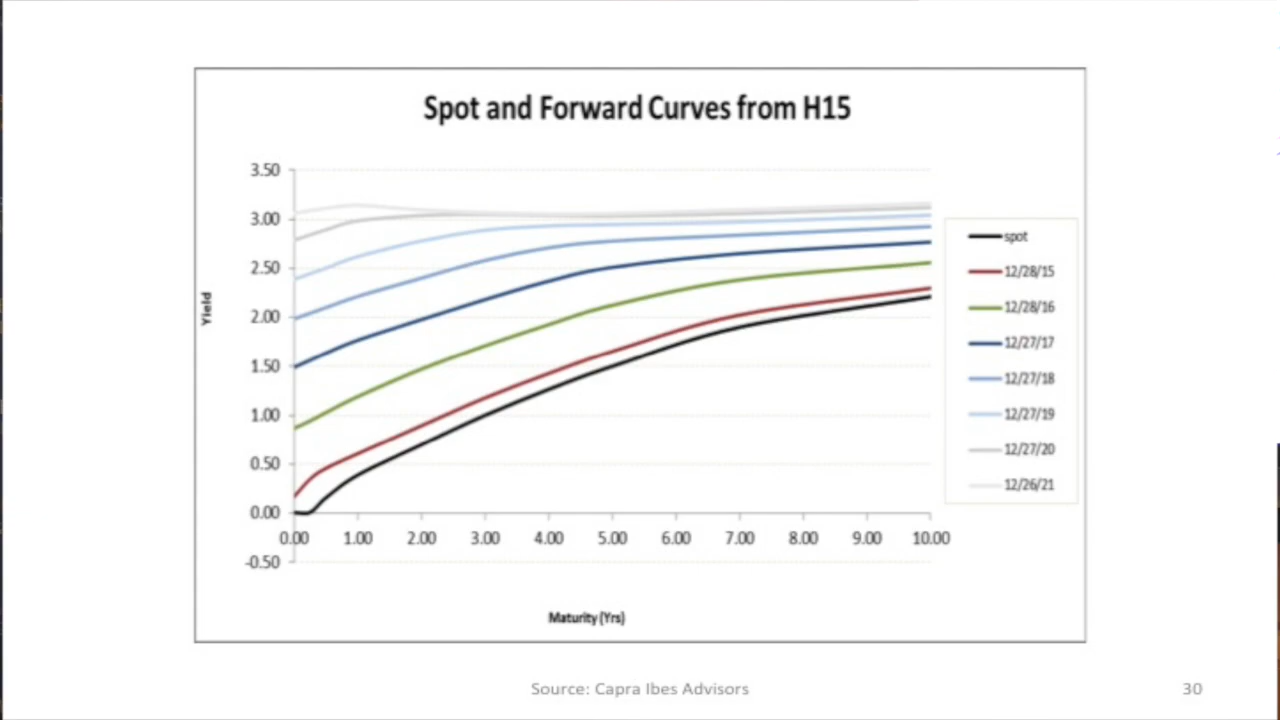 Spot and Forward Curves from H15
3.50
3.00
2.50
2.00
1.50
1.00
0.50
0.00
-0.50
Yield
0.00 1.00 2.00 3.00 4.00 5.00 6.00 7.00 8.00 9.00 10.00
Maturity (Yrs)
spot
12/28/15
12/28/16
12/27/17
12/27/18
12/27/19
12/27/20
12/26/21
Source: Capra Ibes Advisors
30